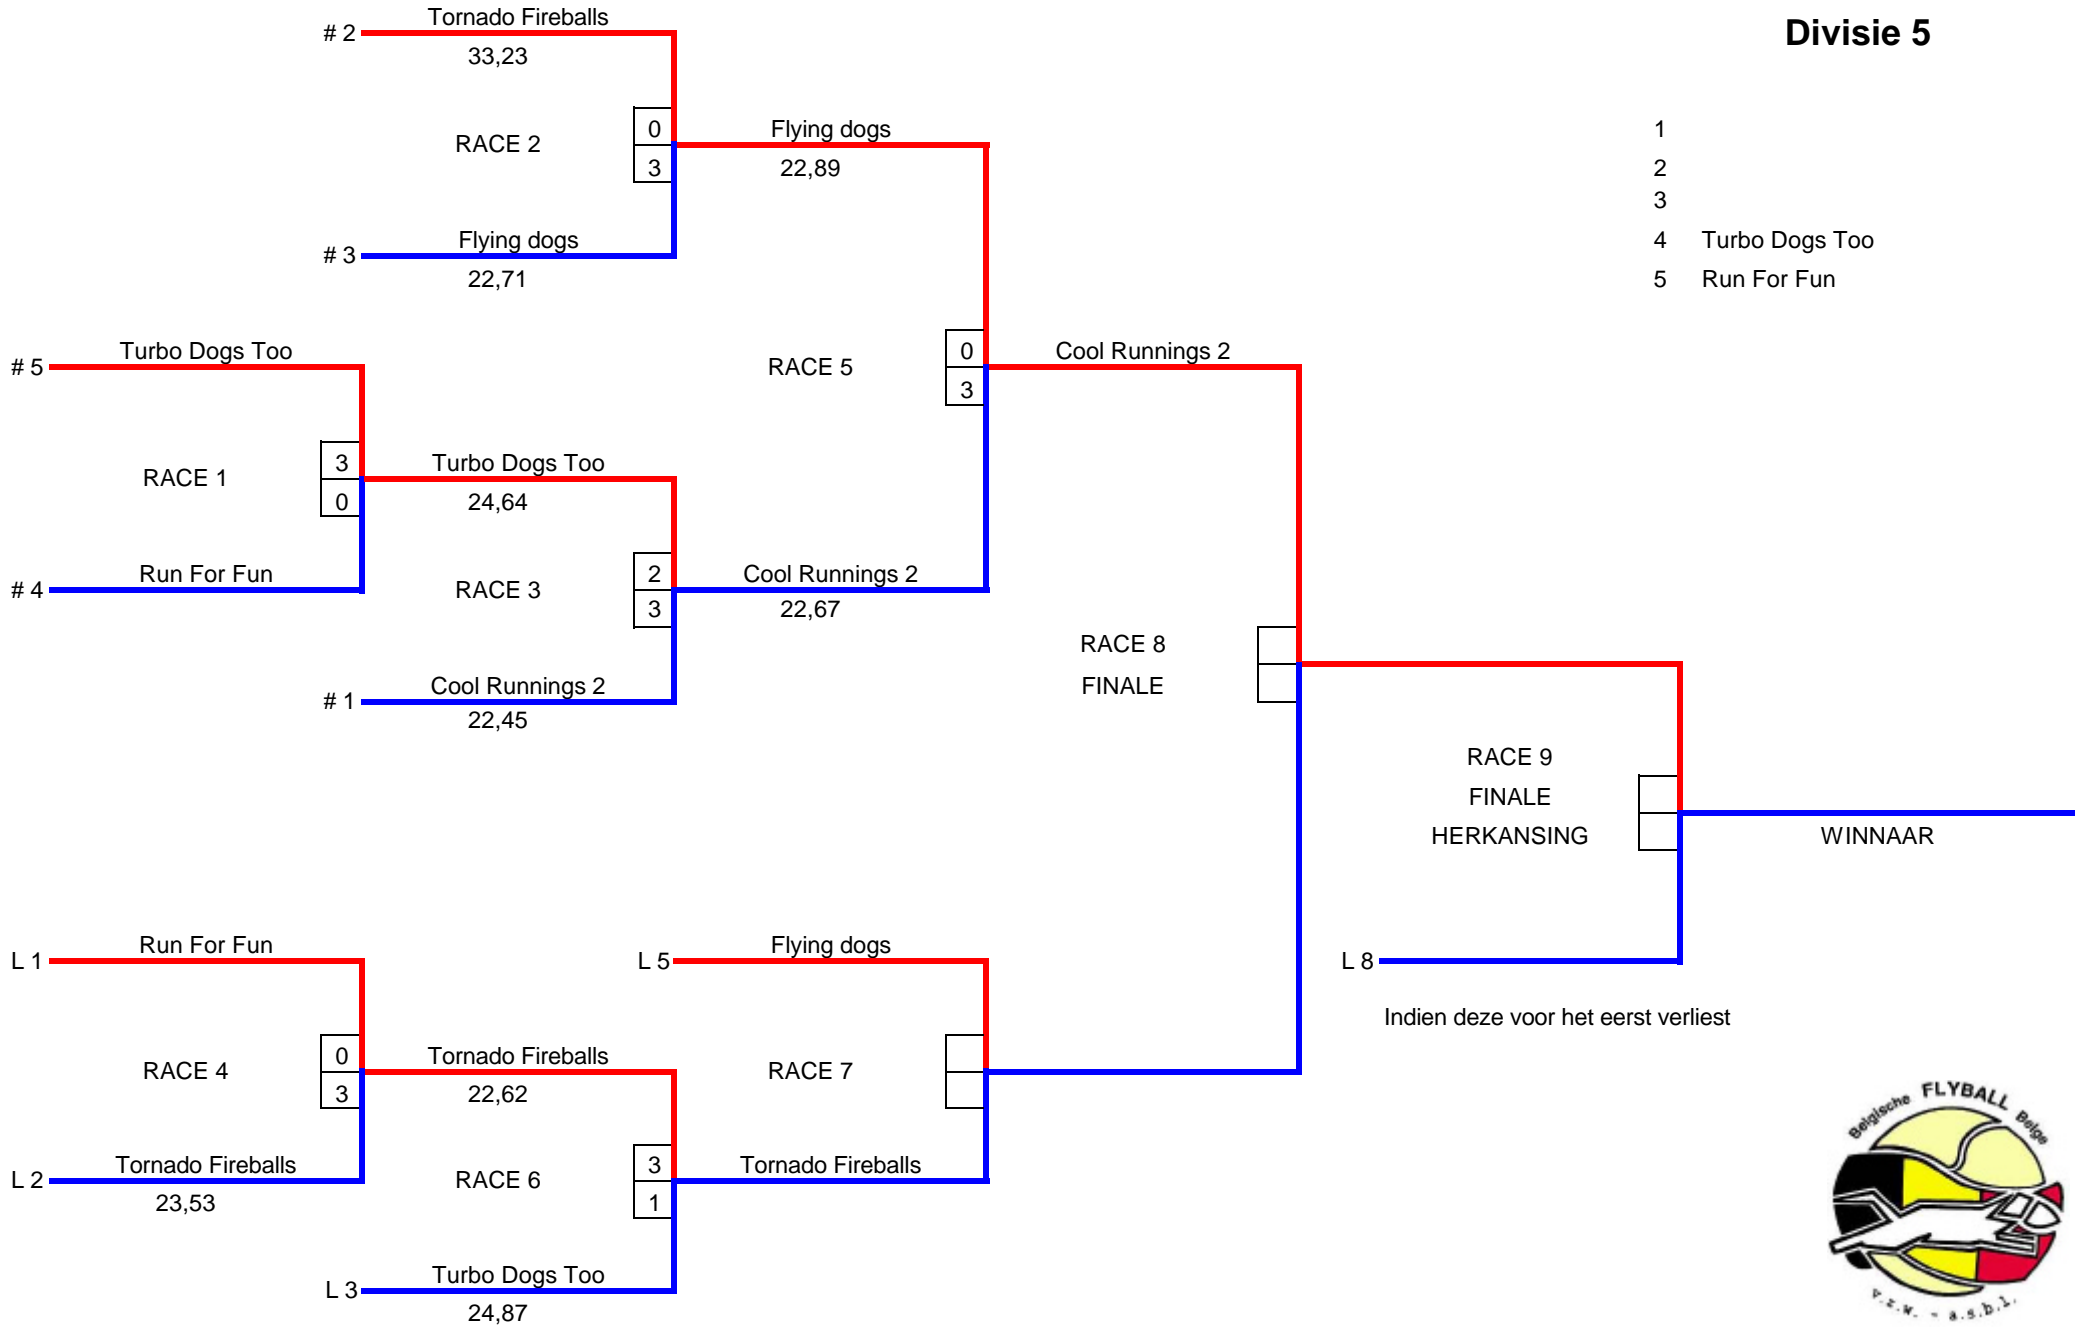 Divisie 5
Tornado Fireballs
# 2
33,23
RACE 2
0
3
Flying dogs
22,89
Flying dogs
# 3
22,71
1
2
3
4 Turbo Dogs Too
5 Run For Fun
Turbo Dogs Too
# 5
RACE 1
3
0
Turbo Dogs Too
24,64
Run For Fun
# 4
RACE 3
2
3
Cool Runnings 2
22,67
Cool Runnings 2
# 1
22,45
RACE 5
0
3
Cool Runnings 2
RACE 8
FINALE
RACE 9
FINALE
HERKANSING
WINNAAR
L 8
Indien deze voor het eerst verliest
Run For Fun
L 1
RACE 4
0
3
Tornado Fireballs
22,62
Tornado Fireballs
L 2
23,53
RACE 6
3
1
Turbo Dogs Too
L 3
24,87
Flying dogs
L 5
RACE 7
Tornado Fireballs
Belgische FLYBALL Belge
v.z.w. - a.s.b.l.